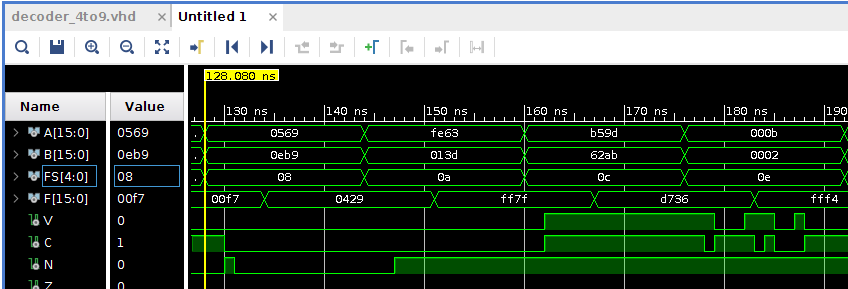 decoder_4to9.vhd × Untitled 1 ×
128.080 ns
Name Value 130 ns 140 ns 150 ns 160 ns 170 ns 180 ns 190
A[15:0] 0569 0569 fe63 b59d 000b
B[15:0] 0eb9 0eb9 013d 62ab 0002
FS[4:0] 08 08 0a 0c 0e
F[15:0] 00f7 00f7 0429 ff7f d736 fff4
V 0
C 1
N 0
Z 0